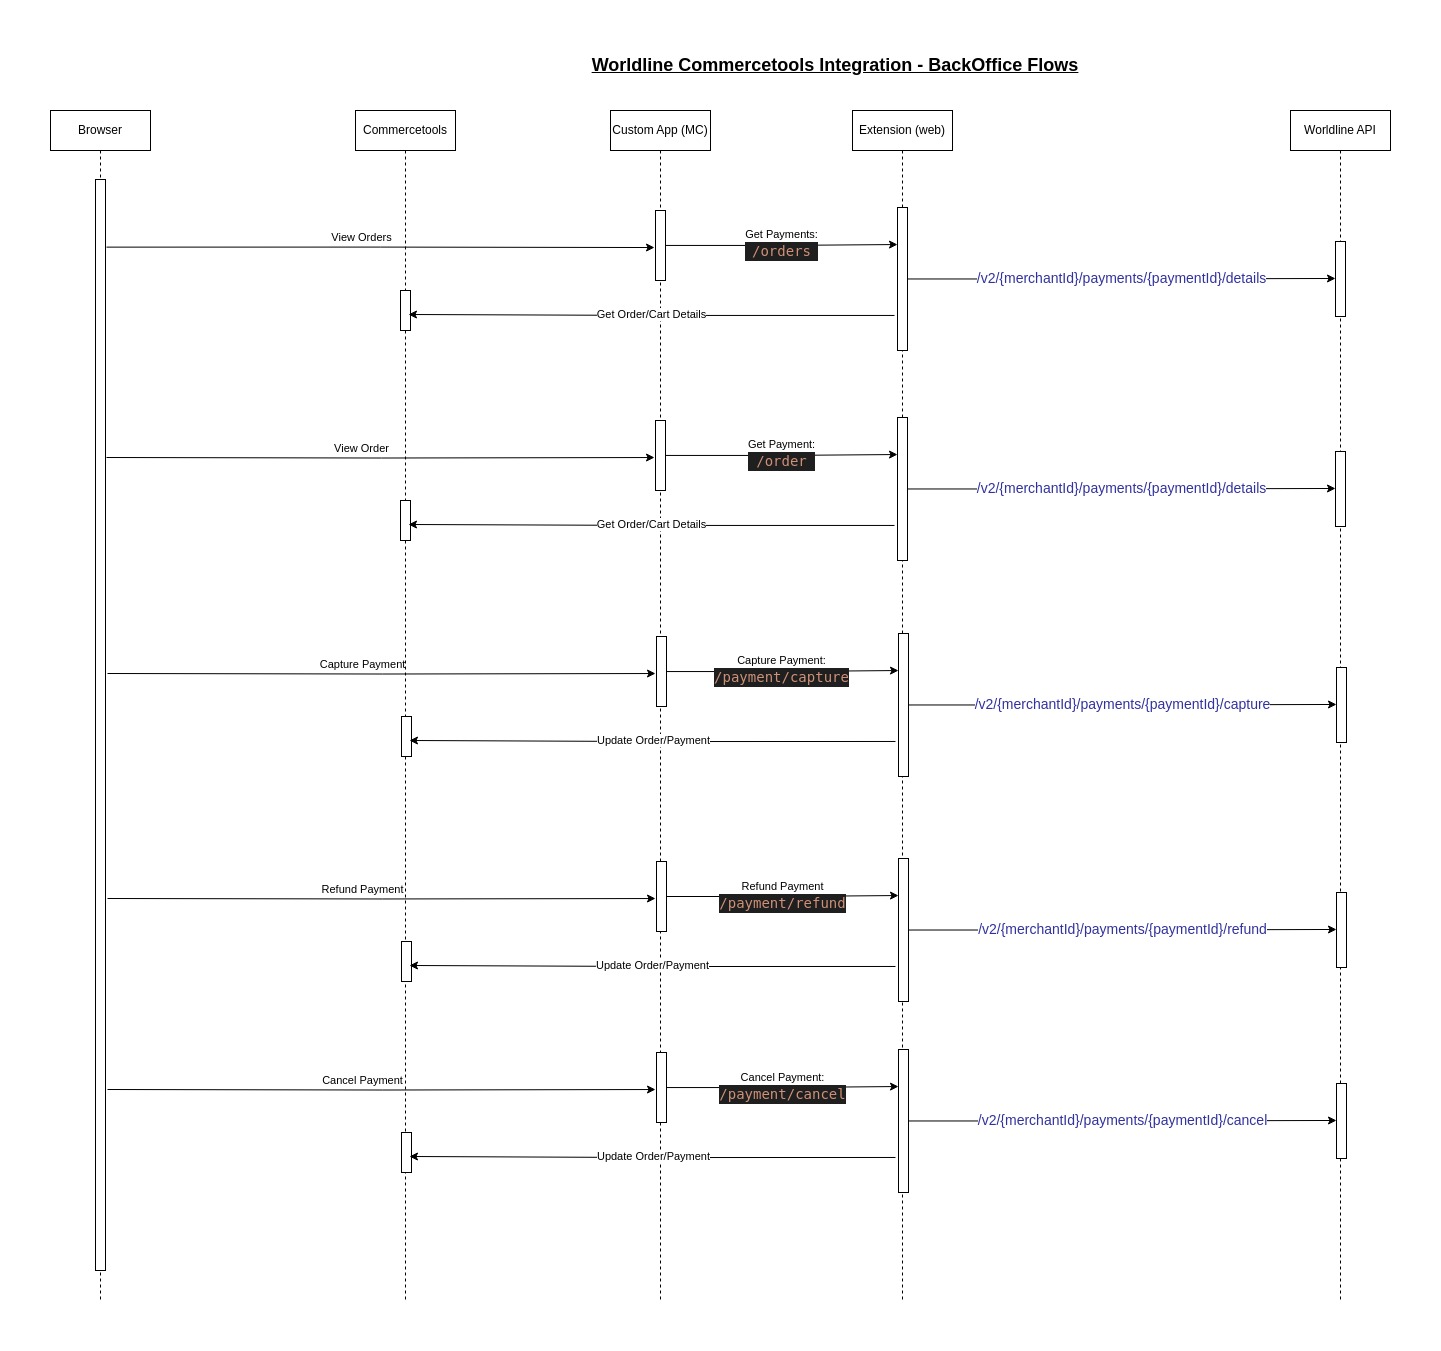 Worldline Commercetools Integration - BackOffice Flows
Browser
Commercetools
Custom App (MC)
Extension (web)
Worldline API
View Orders
Get Payments:
/orders
/v2/{merchantId}/payments/{paymentId}/details
Get Order/Cart Details
View Order
Get Payment:
/order
/v2/{merchantId}/payments/{paymentId}/details
Get Order/Cart Details
Capture Payment
Capture Payment:
/payment/capture
/v2/{merchantId}/payments/{paymentId}/capture
Update Order/Payment
Refund Payment
Refund Payment
/payment/refund
/v2/{merchantId}/payments/{paymentId}/refund
Update Order/Payment
Cancel Payment
Cancel Payment:
/payment/cancel
/v2/{merchantId}/payments/{paymentId}/cancel
Update Order/Payment